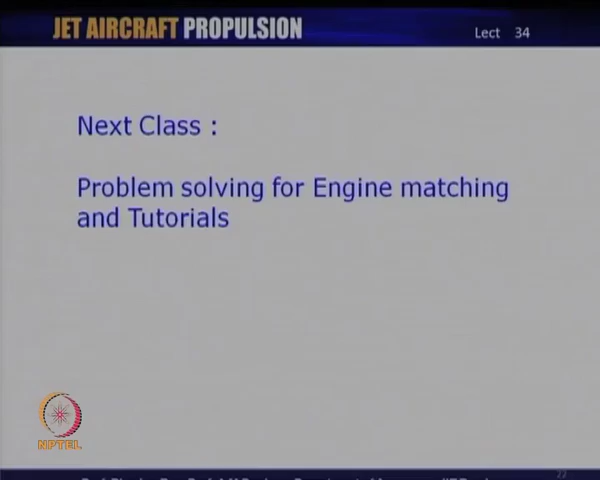 JET AIRCRAFT PROPULSION
Lect 34
Next Class :
Problem solving for Engine matching
and Tutorials
NPTEL